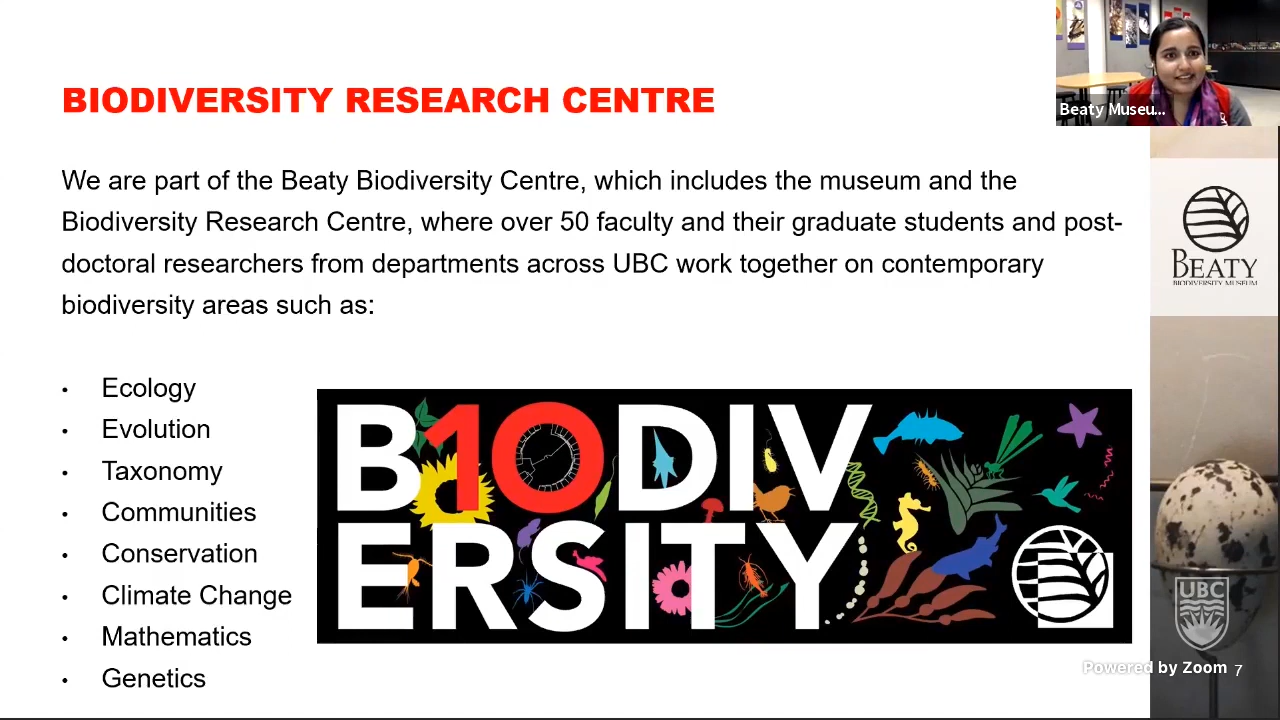 BIODIVERSITY RESEARCH CENTRE
Beaty Museu...
We are part of the Beaty Biodiversity Centre, which includes the museum and the
Biodiversity Research Centre, where over 50 faculty and their graduate students and post-
doctoral researchers from departments across UBC work together on contemporary
biodiversity areas such as:
BEATY
BIODIVERSITY MUSEUM
• Ecology
• Evolution
• Taxonomy
• Communities
• Conservation
• Climate Change
• Mathematics
• Genetics
B10DIV
ERSITY
UBC
Powered by Zoom 7